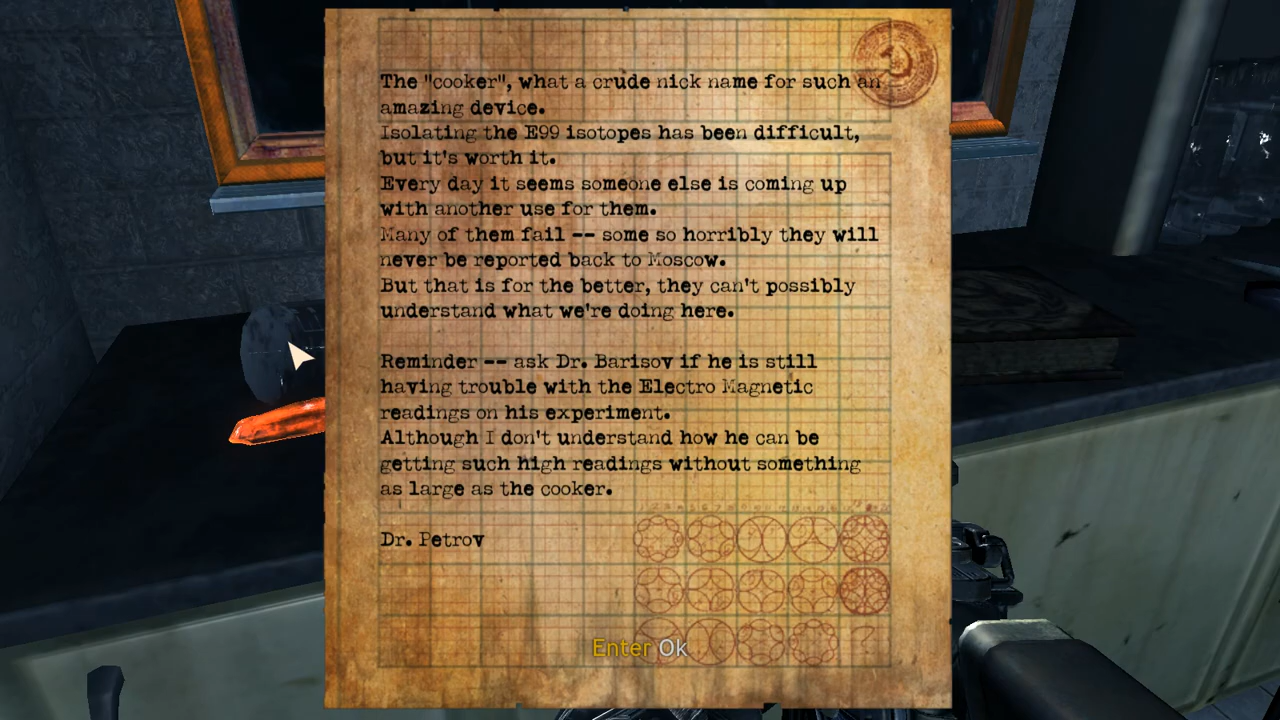 The "cooker", what a crude nick name for such an
amazing device.
Isolating the E99 isotopes has been difficult,
but it's worth it.
Every day it seems someone else is coming up
with another use for them.
Many of them fail -- some so horribly they will
never be reported back to Moscow.
But that is for the better, they can't possibly
understand what we're doing here.
Reminder -- ask Dr. Barisov if he is still
having trouble with the Electro Magnetic
readings on his experiment.
Although I don't understand how he can be
getting such high readings without something
as large as the cooker.
Dr. Petrov
Enter Ok